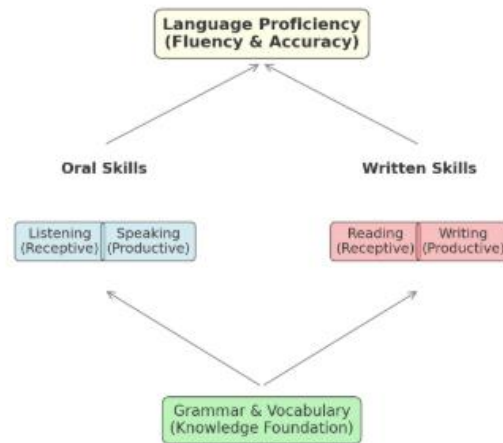 Language Proficiency
(Fluency & Accuracy)
Oral Skills
Written Skills
Listening
(Receptive)
Speaking
(Productive)
Reading
(Receptive)
Writing
(Productive)
Grammar & Vocabulary
(Knowledge Foundation)